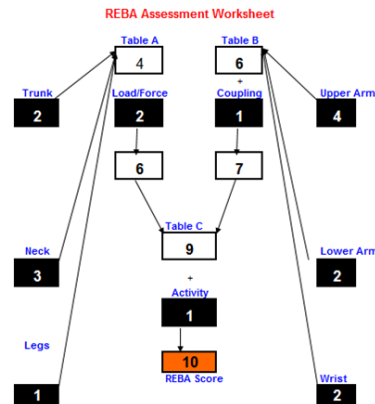 REBA Assessment Worksheet
Table A Table B
4 6
+
Trunk Load/Force Coupling Upper Arm
2 2 1 4
6 7
Table C
9
Neck Lower Arm
3 + 2
Activity
1
Legs
10
REBA Score Wrist
1 2